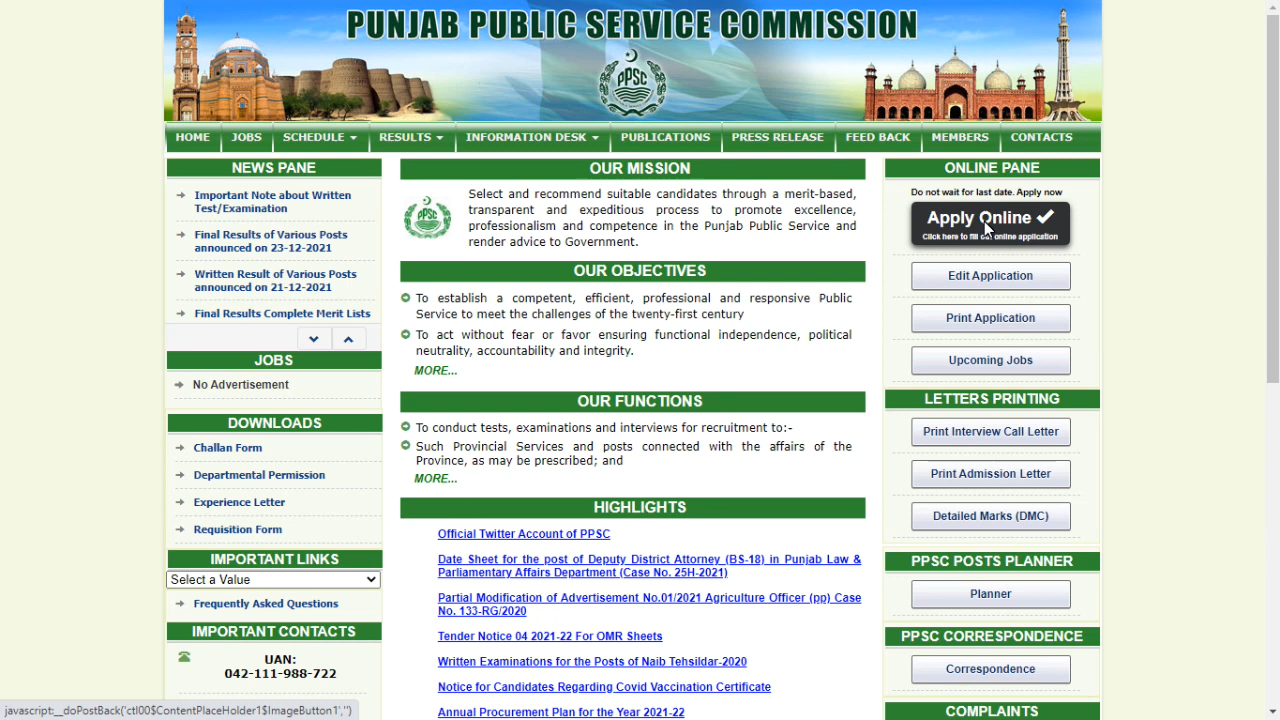 PUNJAB PUBLIC SERVICE COMMISSION
PPSC
HOME JOBS SCHEDULE RESULTS INFORMATION DESK PUBLICATIONS PRESS RELEASE FEED BACK MEMBERS CONTACTS
NEWS PANE
Important Note about Written
Test/Examination
Final Results of Various Posts
announced on 23-12-2021
Written Result of Various Posts
announced on 21-12-2021
Final Results Complete Merit Lists
JOBS
No Advertisement
DOWNLOADS
Challan Form
Departmental Permission
Experience Letter
Requisition Form
IMPORTANT LINKS
Select a Value
Frequently Asked Questions
IMPORTANT CONTACTS
UAN:
042-111-988-722
OUR MISSION
PPSC
Select and recommend suitable candidates through a merit-based,
transparent and expeditious process to promote excellence,
professionalism and competence in the Punjab Public Service and
render advice to Government.
OUR OBJECTIVES
To establish a competent, efficient, professional and responsive Public
Service to meet the challenges of the twenty-first century
To act without fear or favor ensuring functional independence, political
neutrality, accountability and integrity.
MORE...
OUR FUNCTIONS
To conduct tests, examinations and interviews for recruitment to:-
Such Provincial Services and posts connected with the affairs of the
Province, as may be prescribed; and
MORE...
HIGHLIGHTS
Official Twitter Account of PPSC
Date Sheet for the post of Deputy District Attorney (BS-18) in Punjab Law &
Parliamentary Affairs Department (Case No. 25H-2021)
Partial Modification of Advertisement No.01/2021 Agriculture Officer (pp) Case
No. 133-RG/2020
Tender Notice 04 2021-22 For OMR Sheets
Written Examinations for the Posts of Naib Tehsildar-2020
Notice for Candidates Regarding Covid Vaccination Certificate
Annual Procurement Plan for the Year 2021-22
ONLINE PANE
Do not wait for last date. Apply now
Apply Online
Click here to fill out online application
Edit Application
Print Application
Upcoming Jobs
LETTERS PRINTING
Print Interview Call Letter
Print Admission Letter
Detailed Marks (DMC)
PPSC POSTS PLANNER
Planner
PPSC CORRESPONDENCE
Correspondence
COMPLAINTS
javascript:__doPostBack('ctl00$ContentPlaceHolder1$ImageButton1','')